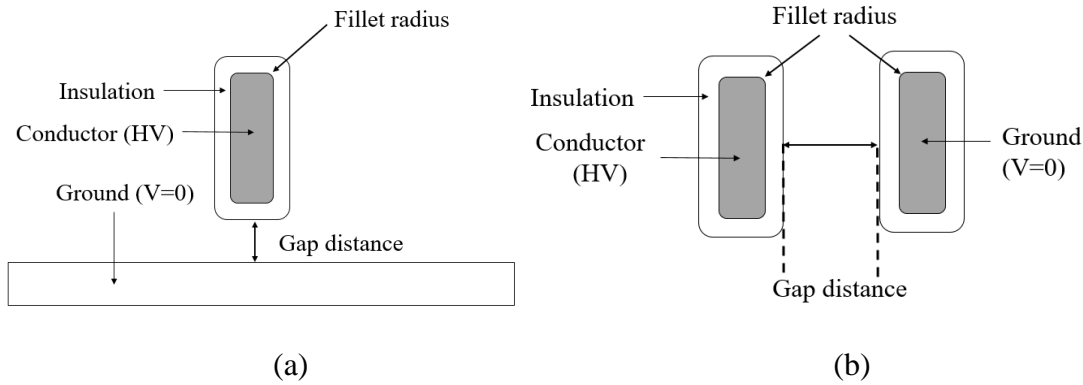 Fillet radius
Insulation
Conductor (HV)
Ground (V=0)
Gap distance
(a)
Fillet radius
Insulation
Conductor
(HV)
Ground
(V=0)
Gap distance
(b)